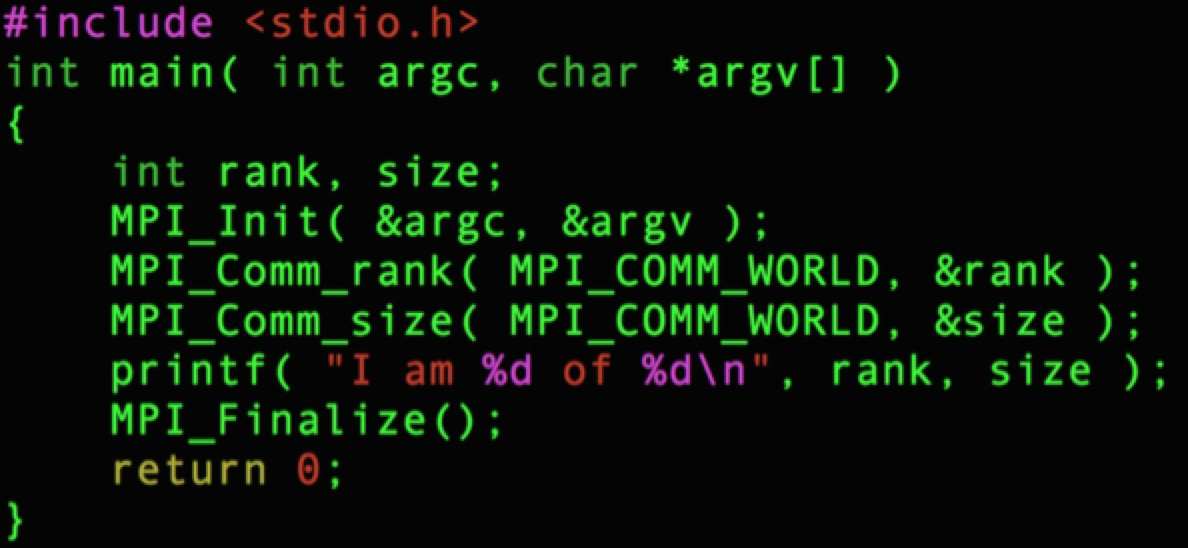 #include <stdio.h>
int main( int argc, char *argv[] )
{
int rank, size;
MPI_Init( &argc, &argv );
MPI_Comm_rank( MPI_COMM_WORLD, &rank );
MPI_Comm_size( MPI_COMM_WORLD, &size );
printf( "I am %d of %d\n", rank, size );
MPI_Finalize();
return 0;
}